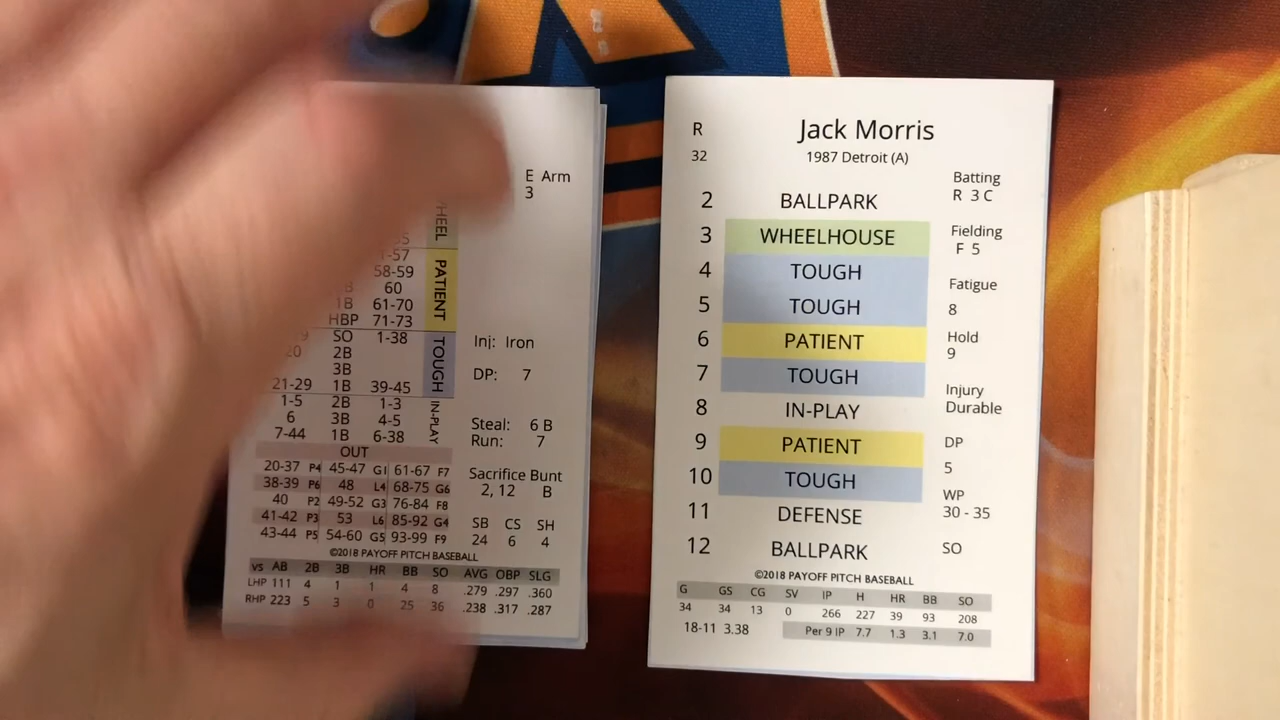 E Arm
3
HEEL
-57
58-59
PATIENT
60
1B 61-70
HBP 71-73
SO 1-38
20 2B
3B
TOUGH
21-29 1B 39-45
1-5 2B 1-3
6 3B 4-5
7-44 1B 6-38
IN-PLAY
Inj: Iron
DP: 7
Steal: 6 B
Run: 7
OUT
20-37 P4 45-47 G1 61-67 F7
38-39 P6 48 L4 68-75 G6
40 P2 49-52 G3 76-84 F8
41-42 P3 53 L6 85-92 G4
43-44 P5 54-60 G5 93-99 F9
Sacrifice Bunt
2, 12 B
SB CS SH
24 6 4
©2018 PAYOFF PITCH BASEBALL
vs AB 2B 3B HR BB SO AVG OBP SLG
LHP 111 4 1 1 4 8 .279 .297 .360
RHP 223 5 3 0 25 36 .238 .317 .287
R Jack Morris
32 1987 Detroit (A)
2 BALLPARK
3 WHEELHOUSE
4 TOUGH
5 TOUGH
6 PATIENT
7 TOUGH
8 IN-PLAY
9 PATIENT
10 TOUGH
11 DEFENSE
12 BALLPARK
Batting
R 3 C
Fielding
F 5
Fatigue
8
Hold
9
Injury
Durable
DP
5
WP
30 - 35
SO
©2018 PAYOFF PITCH BASEBALL
G GS CG SV IP H HR BB SO
34 34 13 0 266 227 39 93 208
18-11 3.38 Per 9 IP 7.7 1.3 3.1 7.0